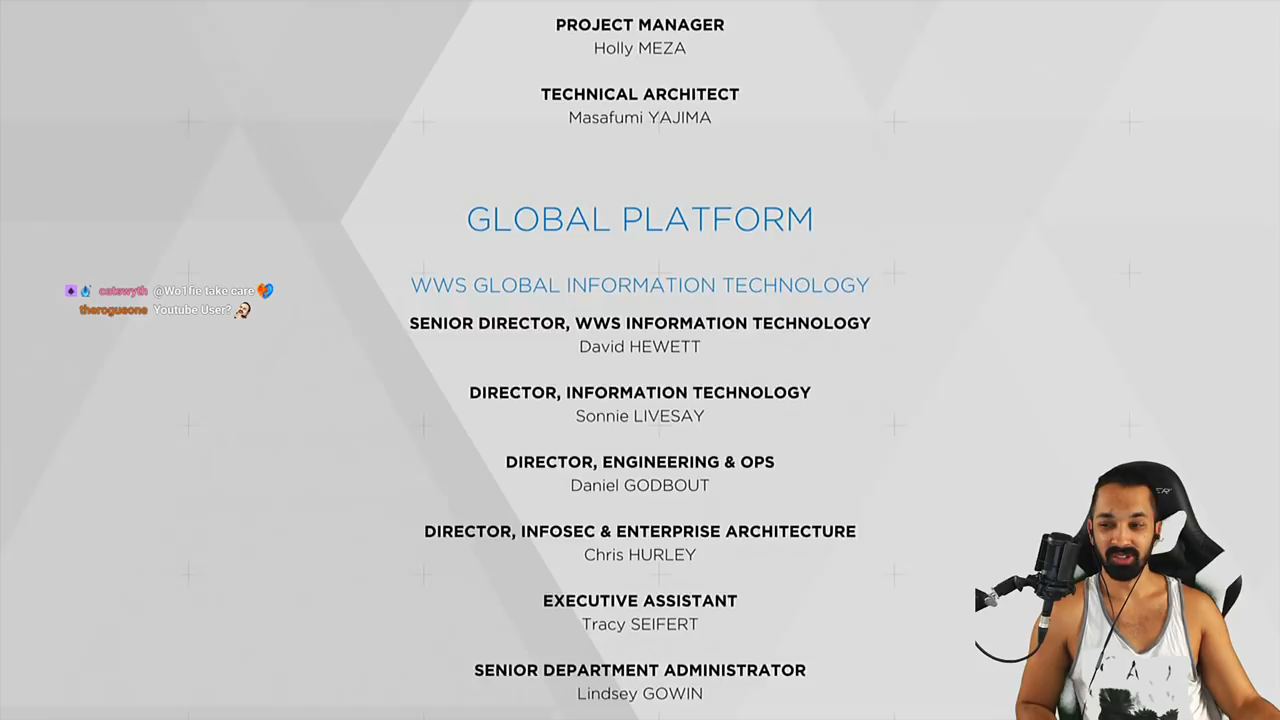 PROJECT MANAGER
Holly MEZA
TECHNICAL ARCHITECT
Masafumi YAJIMA
GLOBAL PLATFORM
WWS GLOBAL INFORMATION TECHNOLOGY
SENIOR DIRECTOR, WWS INFORMATION TECHNOLOGY
David HEWETT
DIRECTOR, INFORMATION TECHNOLOGY
Sonnie LIVESAY
DIRECTOR, ENGINEERING & OPS
Daniel GODBOUT
DIRECTOR, INFOSEC & ENTERPRISE ARCHITECTURE
Chris HURLEY
EXECUTIVE ASSISTANT
Tracy SEIFERT
SENIOR DEPARTMENT ADMINISTRATOR
Lindsey GOWIN
catswyth @Wo1fie take care
therogueone Youtube User?